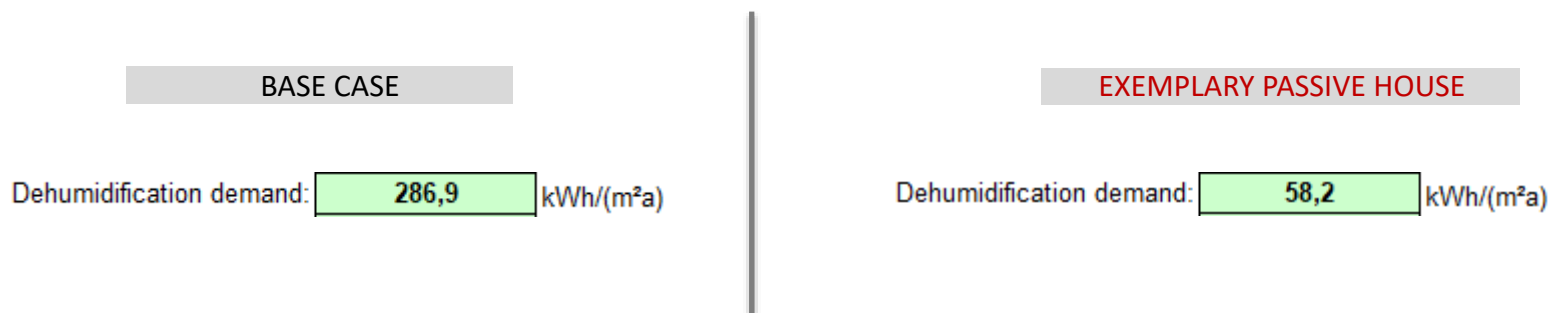 BASE CASE
Dehumidification demand: 286,9 kWh/(m²a)
EXEMPLARY PASSIVE HOUSE
Dehumidification demand: 58,2 kWh/(m²a)